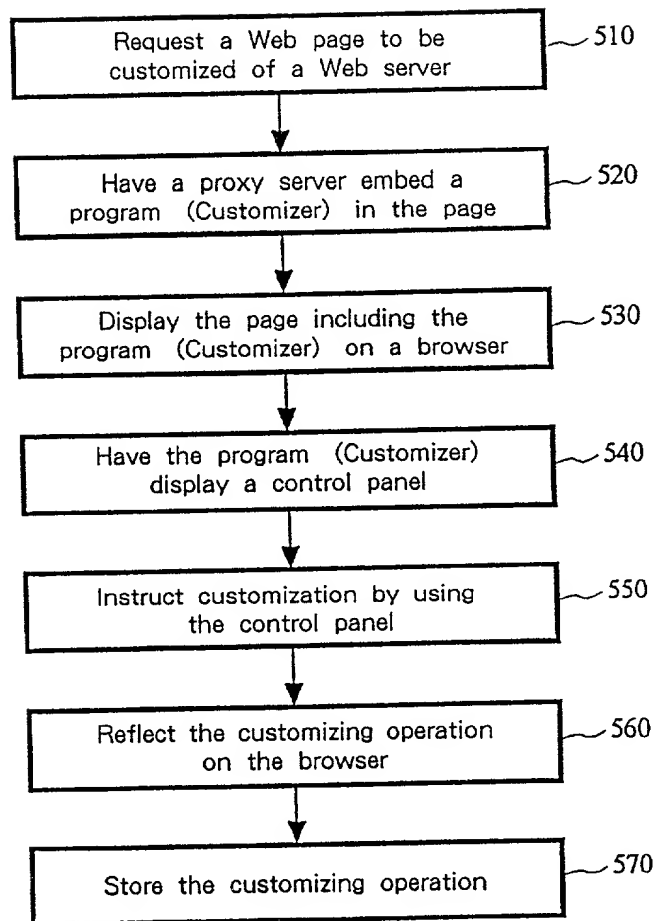 Request a Web page to be
customized of a Web server
510
Have a proxy server embed a
program (Customizer) in the page
520
Display the page including the
program (Customizer) on a browser
530
Have the program (Customizer)
display a control panel
540
Instruct customization by using
the control panel
550
Reflect the customizing operation
on the browser
560
Store the customizing operation
570